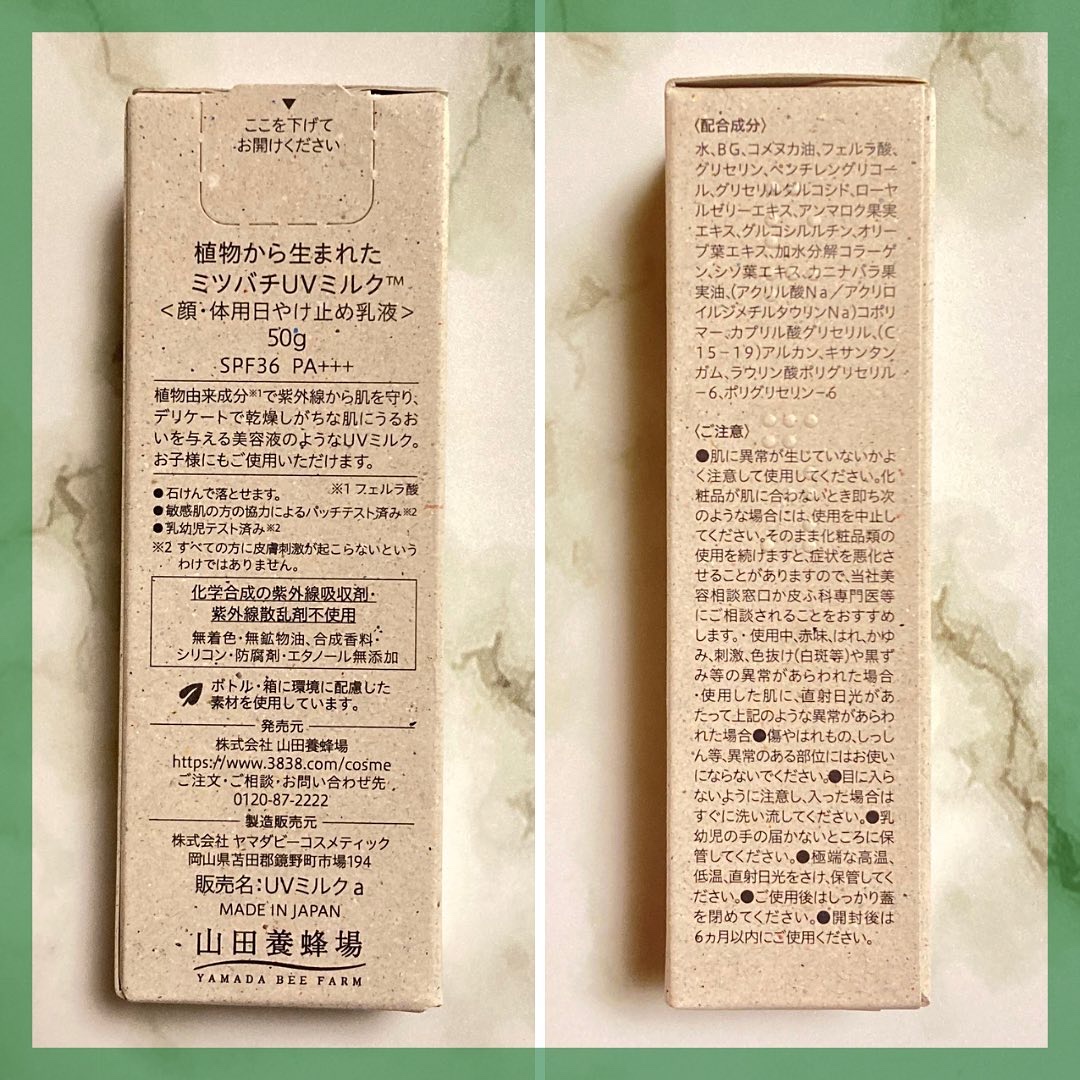 ▼
ここを下げて
お開けください
植物から生まれた
ミツバチUVミルク™
<顔・体用日やけ止め乳液>
50g
SPF36 PA+++
植物由来成分※1で紫外線から肌を守り、
デリケートで乾燥しがちな肌にうるお
いを与える美容液のようなUVミルク。
お子様にもご使用いただけます。
●石けんで落とせます。 ※1 フェルラ酸
●敏感肌の方の協力によるパッチテスト済み※2
●乳幼児テスト済み※2
※2 すべての方に皮膚刺激が起こらないという
わけではありません。
化学合成の紫外線吸収剤・
紫外線散乱剤不使用
無着色・無鉱物油、合成香料・
シリコン・防腐剤・エタノール無添加
ボトル・箱に環境に配慮した
素材を使用しています。
発売元
株式会社 山田養蜂場
https://www.3838.com/cosme
ご注文・ご相談・お問い合わせ先
0120-87-2222
製造販売元
株式会社 ヤマダビーコスメティック
岡山県苫田郡鏡野町市場194
販売名:UVミルクa
MADE IN JAPAN
山田養蜂場
YAMADA BEE FARM
〈配合成分〉
水、BG、コメヌカ油、フェルラ酸、
グリセリン、ペンチレングリコー
ル、グリセリルグルコシド、ローヤ
ルゼリーエキス、アンマロク果実
エキス、グルコシルルチン、オリー
ブ葉エキス、加水分解コラーゲ
ン、シソ葉エキス、カニナバラ果
実油、(アクリル酸Na/アクリロ
イルジメチルタウリンNa)コポリ
マー、カプリル酸グリセリル、(C
15-19)アルカン、キサンタン
ガム、ラウリン酸ポリグリセリル
-6、ポリグリセリン-6
〈ご注意〉
●肌に異常が生じていないかよ
く注意して使用してください。化
粧品が肌に合わないとき即ち次
のような場合には、使用を中止し
てください。そのまま化粧品類の
使用を続けますと、症状を悪化さ
せることがありますので、当社美
容相談窓口か皮ふ科専門医等
にご相談されることをおすすめ
します。・使用中、赤味、はれ、かゆ
み、刺激、色抜け(白斑等)や黒ず
み等の異常があらわれた場合
・使用した肌に、直射日光があ
たって上記のような異常があらわ
れた場合●傷やはれもの、しっし
ん等、異常のある部位にはお使い
にならないでください。●目に入ら
ないように注意し、入った場合は
すぐに洗い流してください。●乳
幼児の手の届かないところに保
管してください。●極端な高温、
低温、直射日光をさけ、保管してく
ださい。●ご使用後はしっかり蓋
を閉めてください。●開封後は
6ヵ月以内にご使用ください。